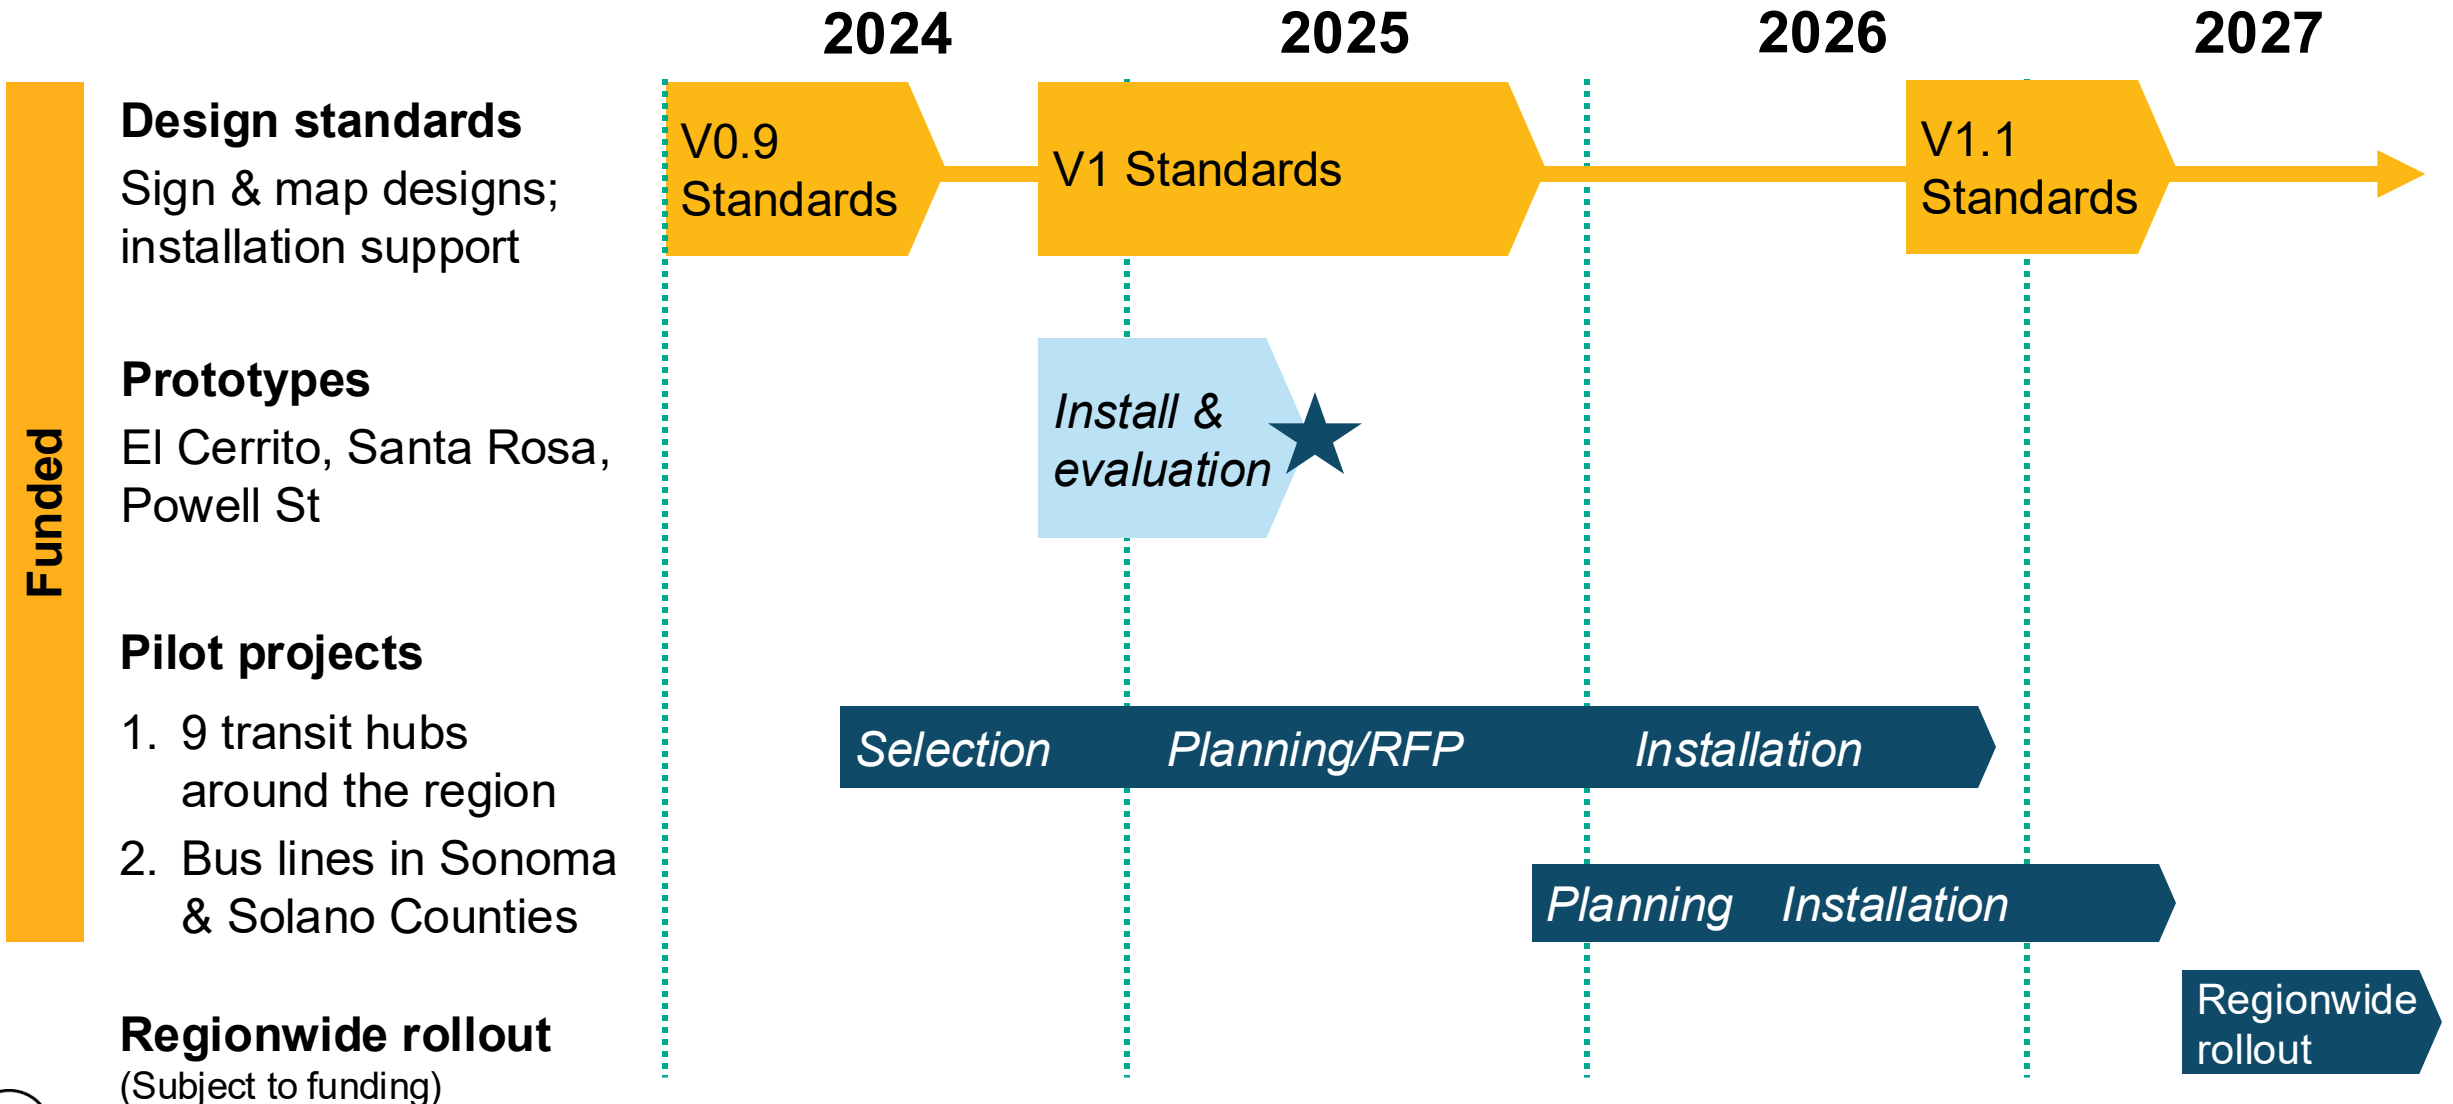 2024 2025 2026 2027
Funded
Design standards
Sign & map designs;
installation support
V0.9
Standards
V1 Standards
V1.1
Standards
Prototypes
El Cerrito, Santa Rosa,
Powell St
Install &
evaluation
Pilot projects
1. 9 transit hubs
around the region
Selection Planning/RFP Installation
2. Bus lines in Sonoma
& Solano Counties
Planning Installation
Regionwide rollout
(Subject to funding)
Regionwide
rollout